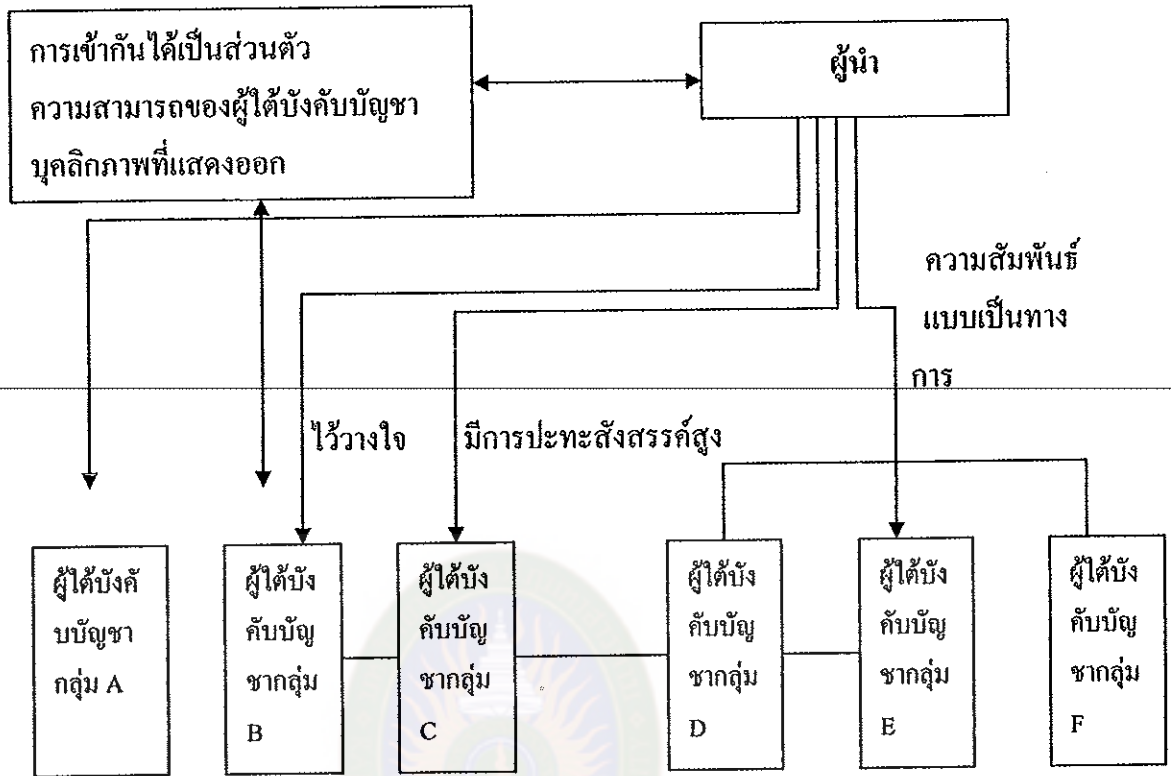 การเข้ากันได้เป็นส่วนตัว
ความสามารถของผู้ใต้บังคับบัญชา
บุคลิกภาพที่แสดงออก
ผู้นำ
ความสัมพันธ์
แบบเป็นทาง
การ
ไว้วางใจ
มีการปะทะสังสรรค์สูง
ผู้ใต้บังคั
บบัญชา
กลุ่ม A
ผู้ใต้บัง
คับบัญ
ชากลุ่ม
B
ผู้ใต้บัง
คับบัญ
ชากลุ่ม
C
ผู้ใต้บัง
คับบัญ
ชากลุ่ม
D
ผู้ใต้บัง
คับบัญ
ชากลุ่ม
E
ผู้ใต้บัง
คับบัญ
ชากลุ่ม
F